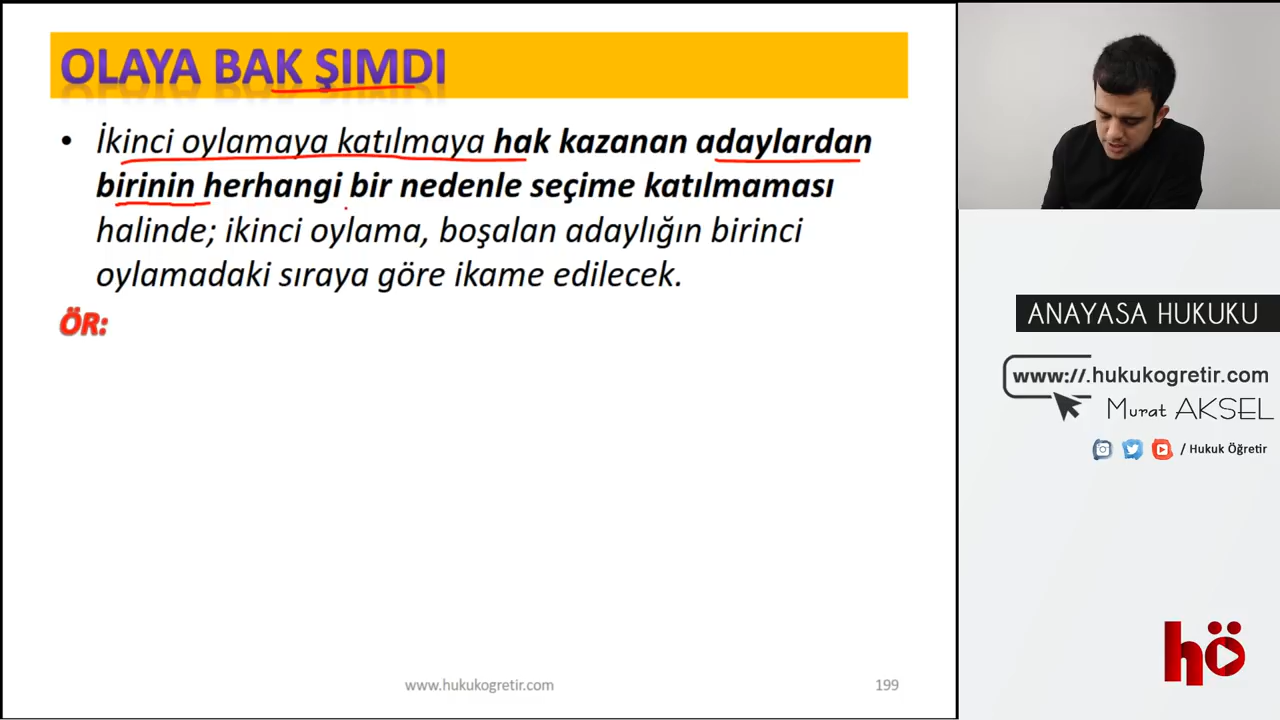 OLAYA BAK ŞIMDI
• İkinci oylamaya katılmaya hak kazanan adaylardan
birinin herhangi bir nedenle seçime katılmaması
halinde; ikinci oylama, boşalan adaylığın birinci
oylamadaki sıraya göre ikame edilecek.
ÖR:
www.hukukogretir.com
199
ANAYASA HUKUKU
www://.hukukogretir.com
Murat AKSEL
/ Hukuk Öğretir
hö